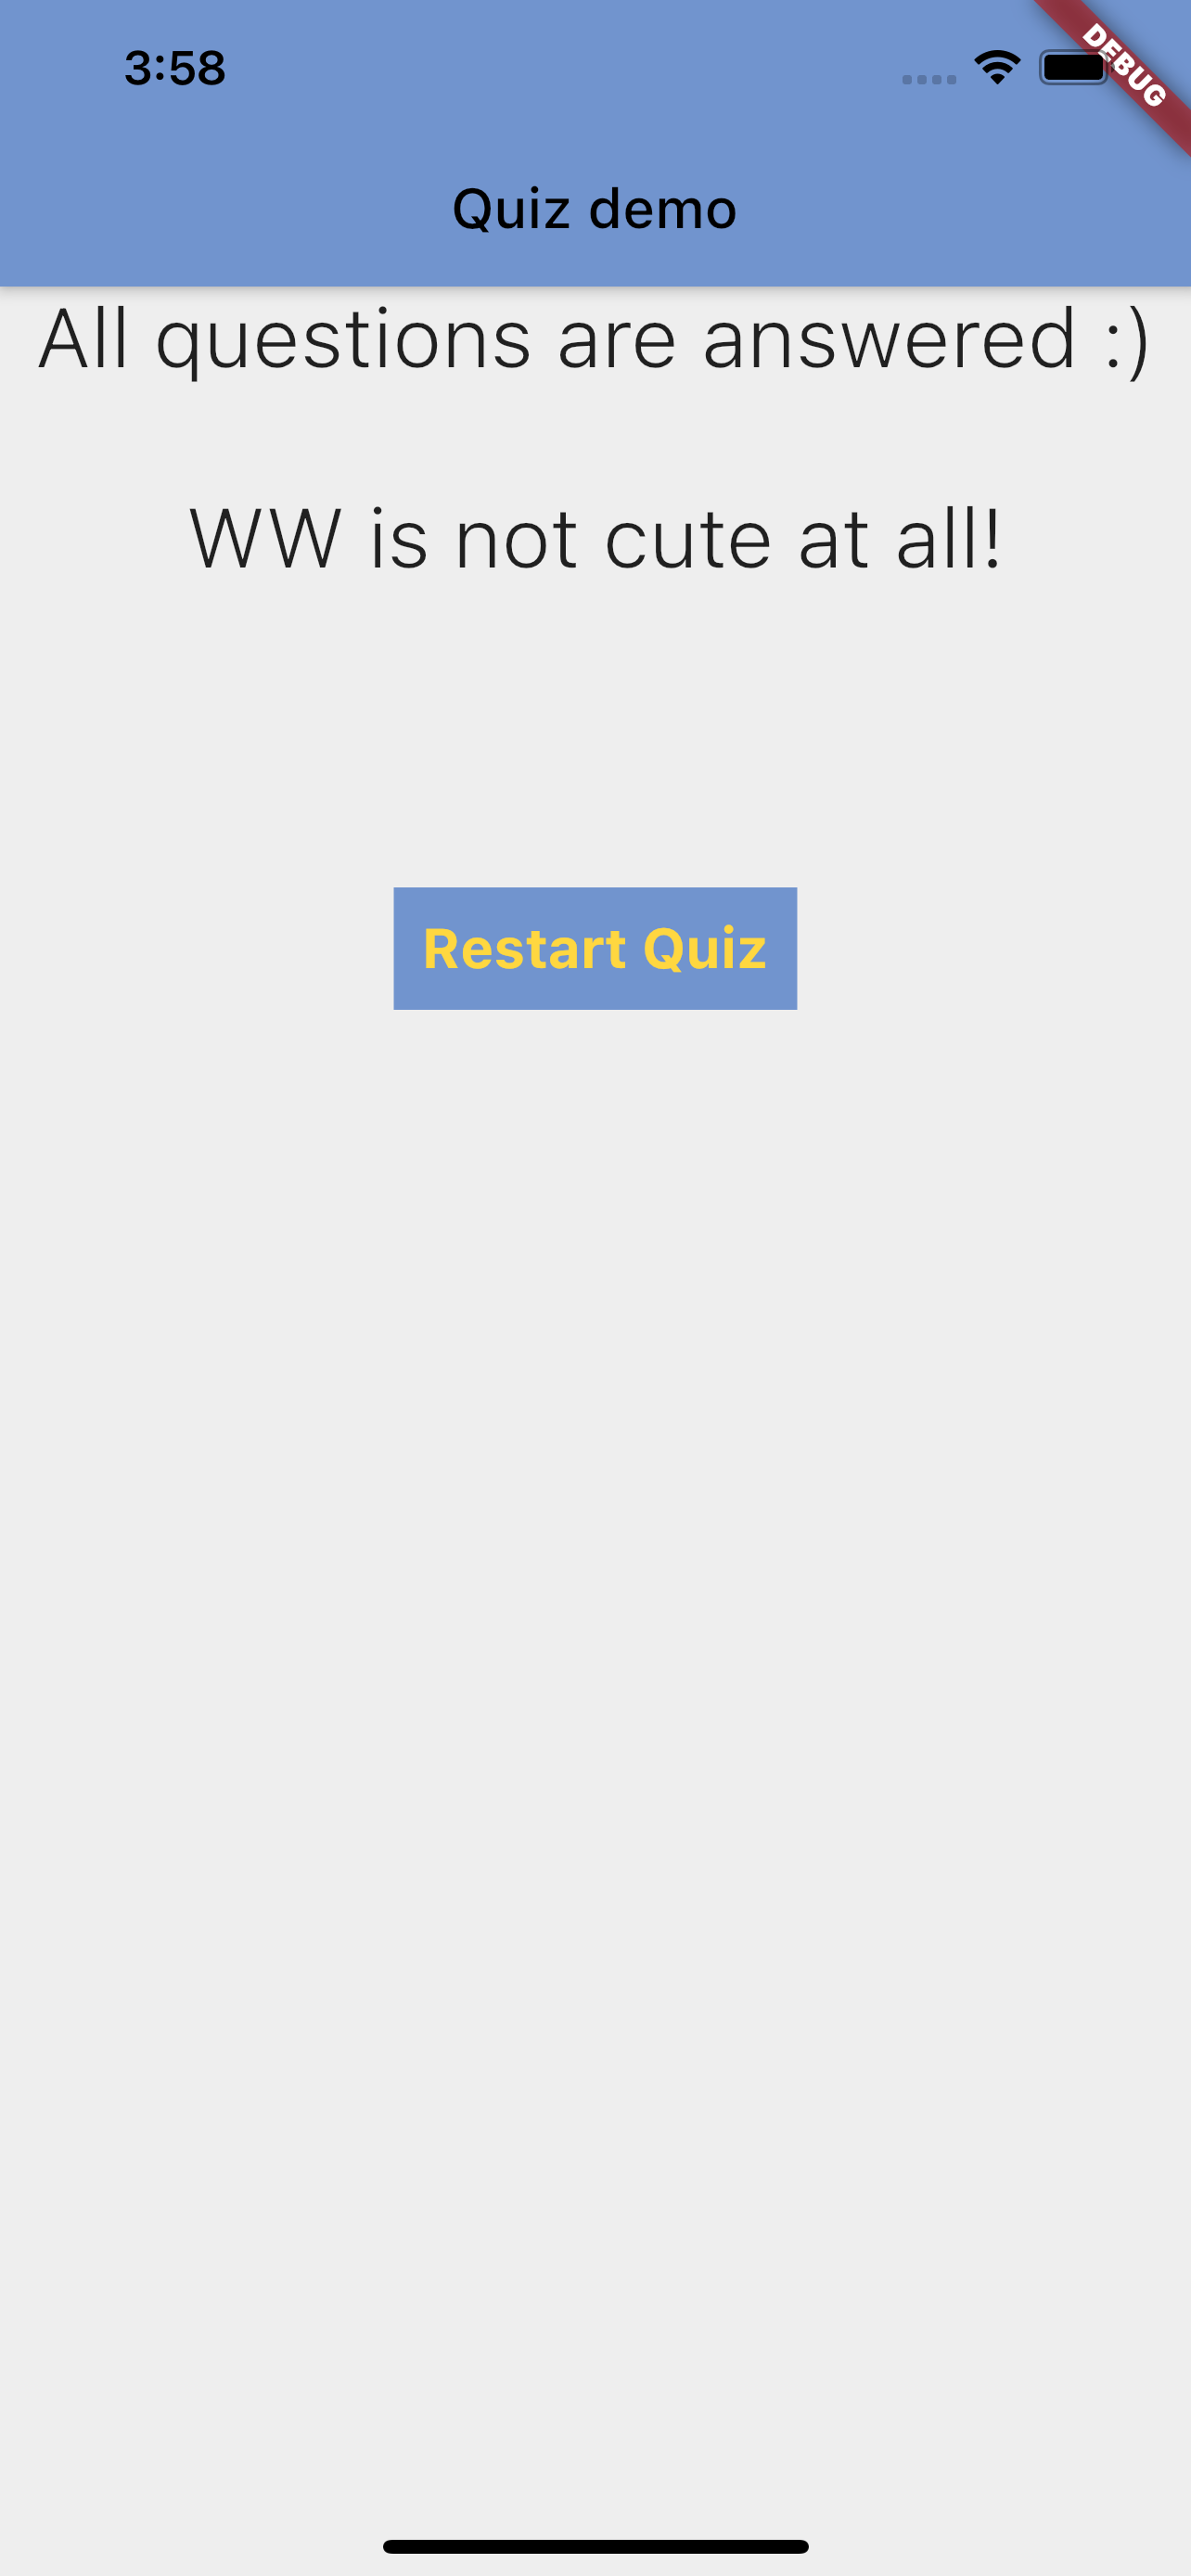 3:58
DEBUG
Quiz demo
All questions are answered :)
WW is not cute at all!
Restart Quiz